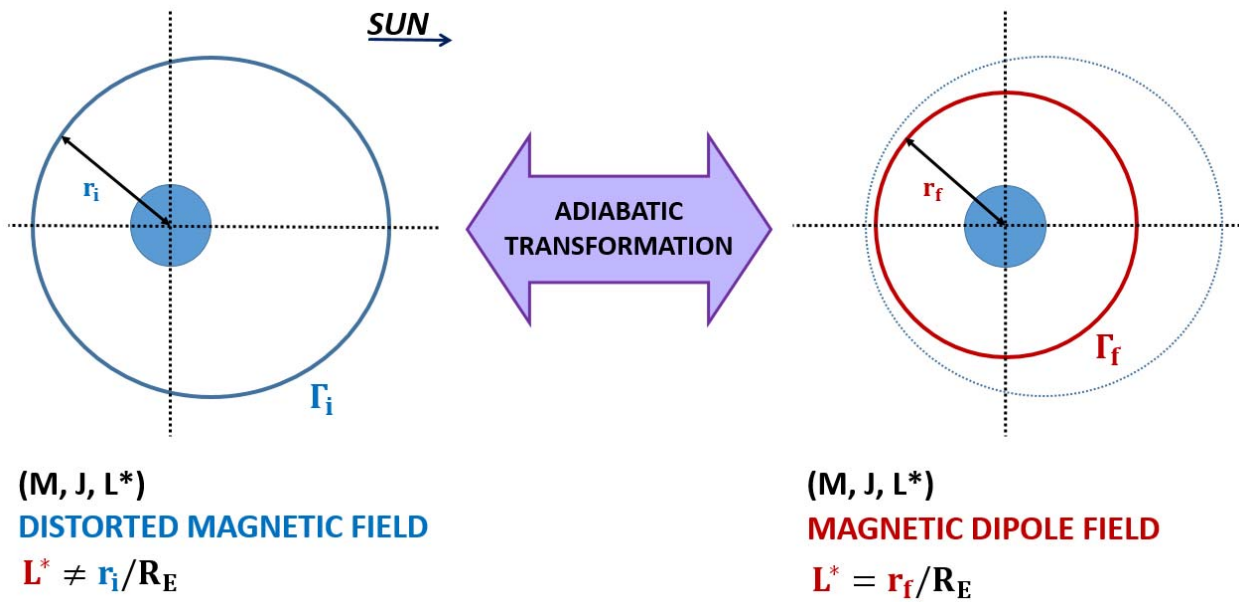 SUN
r_i
Γ_i
ADIABATIC
TRANSFORMATION
r_f
Γ_f
(M, J, L*)
DISTORTED MAGNETIC FIELD
L* ≠ r_i/R_E
(M, J, L*)
MAGNETIC DIPOLE FIELD
L* = r_f/R_E